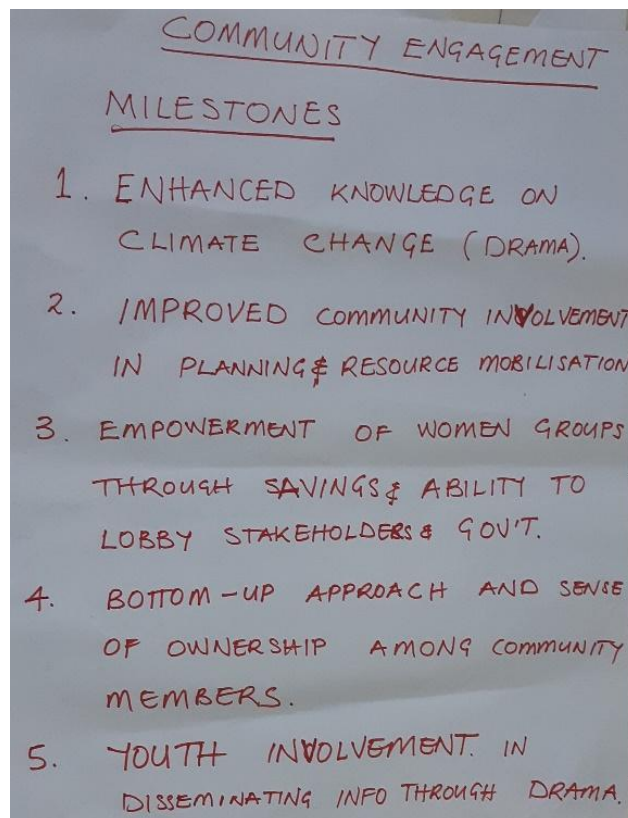 COMMUNITY ENGAGEMENT
MILESTONES
1. ENHANCED KNOWLEDGE ON
CLIMATE CHANGE (DRAMA).
2. IMPROVED COMMUNITY INVOLVEMENT
IN PLANNING & RESOURCE MOBILISATION
3. EMPOWERMENT OF WOMEN GROUPS
THROUGH SAVINGS & ABILITY TO
LOBBY STAKEHOLDERS & GOV'T.
4. BOTTOM-UP APPROACH AND SENSE
OF OWNERSHIP AMONG COMMUNITY
MEMBERS.
5. YOUTH INVOLVEMENT. IN
DISSEMINATING INFO THROUGH DRAMA.